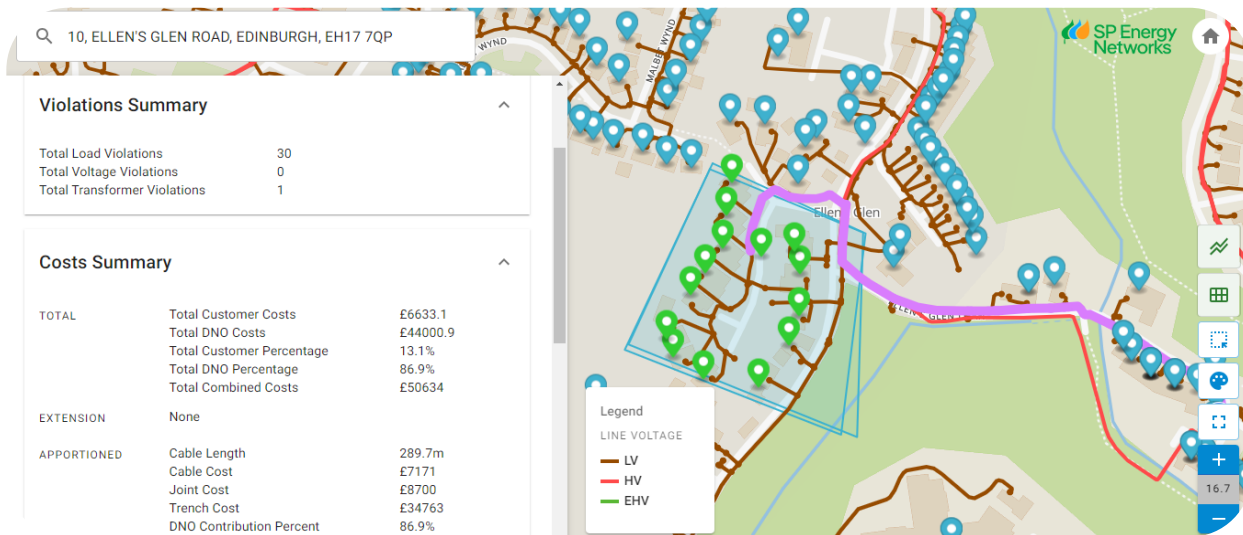 10, ELLEN'S GLEN ROAD, EDINBURGH, EH17 7QP
WYND
MALBET WYND
SP Energy
Networks
Violations Summary
Total Load Violations 30
Total Voltage Violations 0
Total Transformer Violations 1
Costs Summary
TOTAL Total Customer Costs £6633.1
Total DNO Costs £44000.9
Total Customer Percentage 13.1%
Total DNO Percentage 86.9%
Total Combined Costs £50634
EXTENSION None
APPORTIONED Cable Length 289.7m
Cable Cost £7171
Joint Cost £8700
Trench Cost £34763
DNO Contribution Percent 86.9%
Glen
Legend
LINE VOLTAGE
LV
HV
EHV
+
16.7
−